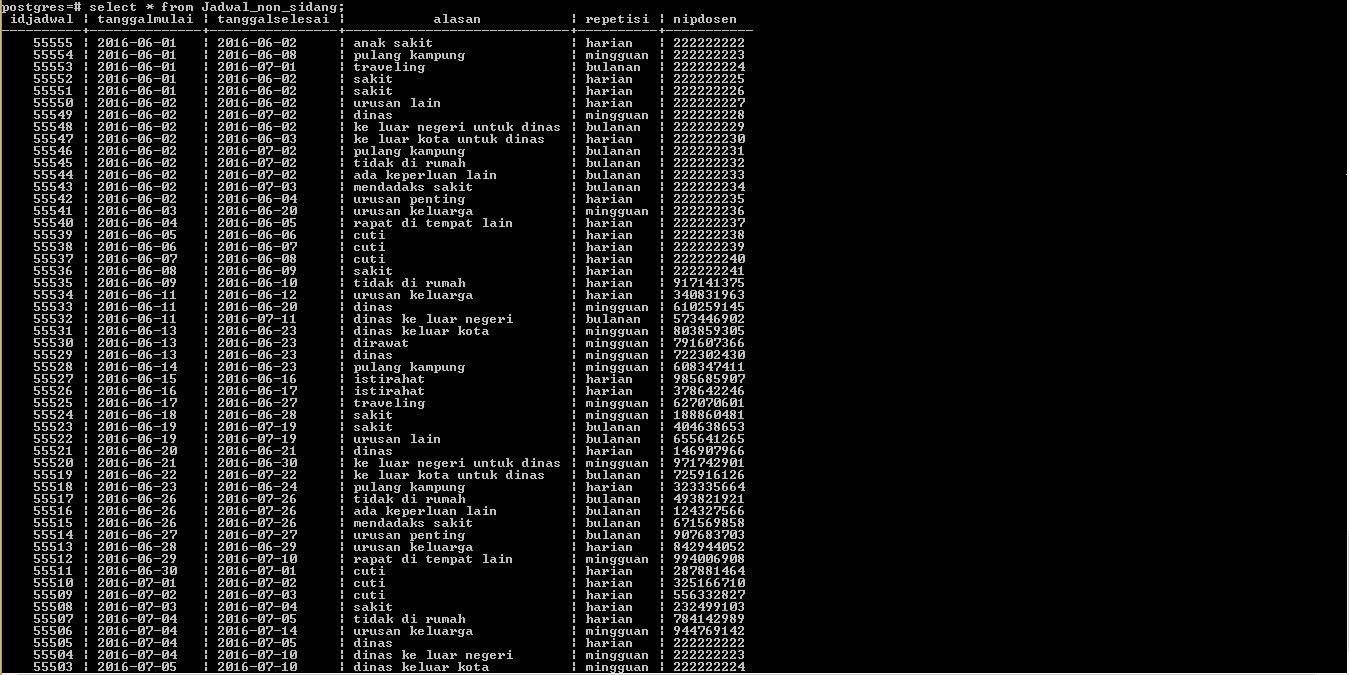 postgres=# select * from Jadwal_non_sidang;
idjadwal | tanggalmulai | tanggalselesai | alasan | repetisi | nipdosen
55555 | 2016-06-01 | 2016-06-02 | anak sakit | harian | 222222222
55554 | 2016-06-01 | 2016-06-08 | pulang kampung | mingguan | 222222223
55553 | 2016-06-01 | 2016-07-01 | traveling | bulanan | 222222224
55552 | 2016-06-01 | 2016-06-02 | sakit | harian | 222222225
55551 | 2016-06-01 | 2016-06-02 | sakit | harian | 222222226
55550 | 2016-06-02 | 2016-06-02 | urusan lain | harian | 222222227
55549 | 2016-06-02 | 2016-07-02 | dinas | mingguan | 222222228
55548 | 2016-06-02 | 2016-06-02 | ke luar negeri untuk dinas | bulanan | 222222229
55547 | 2016-06-02 | 2016-06-03 | ke luar kota untuk dinas | harian | 222222230
55546 | 2016-06-02 | 2016-07-02 | pulang kampung | bulanan | 222222231
55545 | 2016-06-02 | 2016-07-02 | tidak di rumah | bulanan | 222222232
55544 | 2016-06-02 | 2016-07-02 | ada keperluan lain | bulanan | 222222233
55543 | 2016-06-02 | 2016-07-03 | mendadaks sakit | bulanan | 222222234
55542 | 2016-06-02 | 2016-06-04 | urusan penting | harian | 222222235
55541 | 2016-06-03 | 2016-06-20 | urusan keluarga | mingguan | 222222236
55540 | 2016-06-04 | 2016-06-05 | rapat di tempat lain | harian | 222222237
55539 | 2016-06-05 | 2016-06-06 | cuti | harian | 222222238
55538 | 2016-06-06 | 2016-06-07 | cuti | harian | 222222239
55537 | 2016-06-07 | 2016-06-08 | cuti | harian | 222222240
55536 | 2016-06-08 | 2016-06-09 | sakit | harian | 222222241
55535 | 2016-06-09 | 2016-06-10 | tidak di rumah | harian | 917141375
55534 | 2016-06-11 | 2016-06-12 | urusan keluarga | harian | 340831963
55533 | 2016-06-11 | 2016-06-20 | dinas | mingguan | 610259145
55532 | 2016-06-11 | 2016-07-11 | dinas ke luar negeri | bulanan | 573446902
55531 | 2016-06-13 | 2016-06-23 | dinas keluar kota | mingguan | 803859305
55530 | 2016-06-13 | 2016-06-23 | dirawat | mingguan | 791607366
55529 | 2016-06-13 | 2016-06-23 | dinas | mingguan | 722302430
55528 | 2016-06-14 | 2016-06-23 | pulang kampung | mingguan | 608347411
55527 | 2016-06-15 | 2016-06-16 | istirahat | harian | 985685907
55526 | 2016-06-16 | 2016-06-17 | istirahat | harian | 378642246
55525 | 2016-06-17 | 2016-06-27 | traveling | mingguan | 627070601
55524 | 2016-06-18 | 2016-06-28 | sakit | mingguan | 188860481
55523 | 2016-06-19 | 2016-07-19 | sakit | bulanan | 404638653
55522 | 2016-06-19 | 2016-07-19 | urusan lain | bulanan | 655641265
55521 | 2016-06-20 | 2016-06-21 | dinas | harian | 146907966
55520 | 2016-06-21 | 2016-06-30 | ke luar negeri untuk dinas | mingguan | 971742901
55519 | 2016-06-22 | 2016-07-22 | ke luar kota untuk dinas | bulanan | 725916126
55518 | 2016-06-23 | 2016-06-24 | pulang kampung | harian | 323335664
55517 | 2016-06-26 | 2016-07-26 | tidak di rumah | bulanan | 493821921
55516 | 2016-06-26 | 2016-07-26 | ada keperluan lain | bulanan | 124327566
55515 | 2016-06-26 | 2016-07-26 | mendadaks sakit | bulanan | 671569858
55514 | 2016-06-27 | 2016-07-27 | urusan penting | bulanan | 907683703
55513 | 2016-06-28 | 2016-06-29 | urusan keluarga | harian | 842944052
55512 | 2016-06-29 | 2016-07-10 | rapat di tempat lain | mingguan | 994006908
55511 | 2016-06-30 | 2016-07-01 | cuti | harian | 287881464
55510 | 2016-07-01 | 2016-07-02 | cuti | harian | 325166710
55509 | 2016-07-02 | 2016-07-03 | cuti | harian | 556332827
55508 | 2016-07-03 | 2016-07-04 | sakit | harian | 232499103
55507 | 2016-07-04 | 2016-07-05 | tidak di rumah | harian | 784142989
55506 | 2016-07-04 | 2016-07-14 | urusan keluarga | mingguan | 944769142
55505 | 2016-07-04 | 2016-07-05 | dinas | harian | 222222222
55504 | 2016-07-04 | 2016-07-10 | dinas ke luar negeri | mingguan | 222222223
55503 | 2016-07-05 | 2016-07-10 | dinas keluar kota | mingguan | 222222224